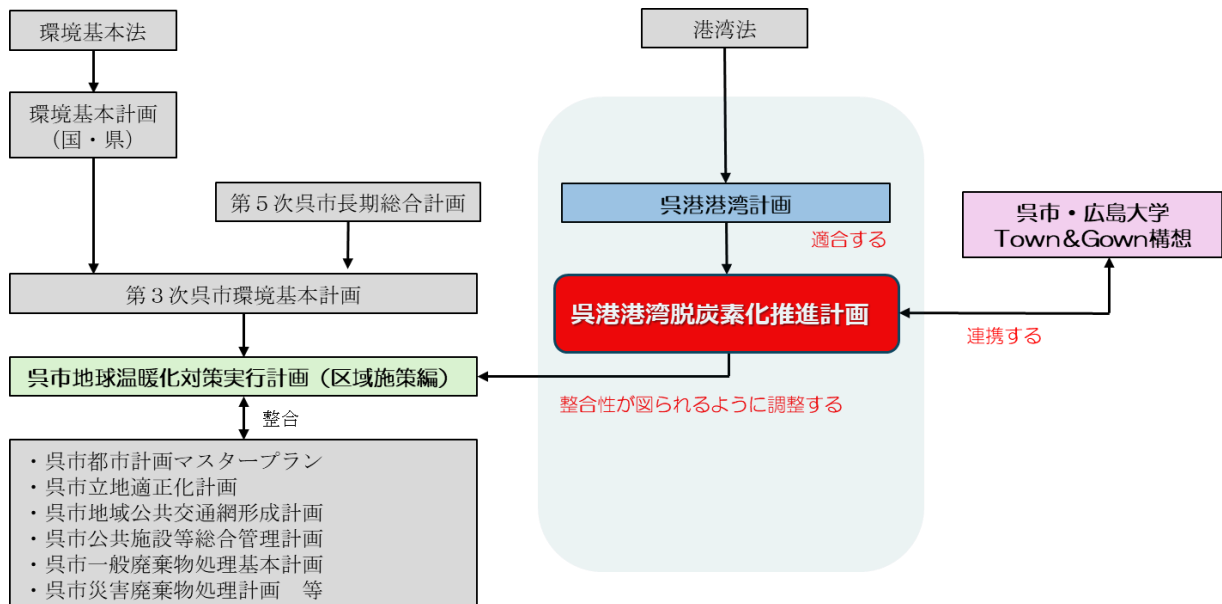 環境基本法
環境基本計画
（国・県）
第５次呉市長期総合計画
第３次呉市環境基本計画
呉市地球温暖化対策実行計画（区域施策編）
整合
・呉市都市計画マスタープラン
・呉市立地適正化計画
・呉市地域公共交通網形成計画
・呉市公共施設等総合管理計画
・呉市一般廃棄物処理基本計画
・呉市災害廃棄物処理計画　等
港湾法
呉港港湾計画
適合する
呉港港湾脱炭素化推進計画
整合性が図られるように調整する
呉市・広島大学
Town＆Gown構想
連携する